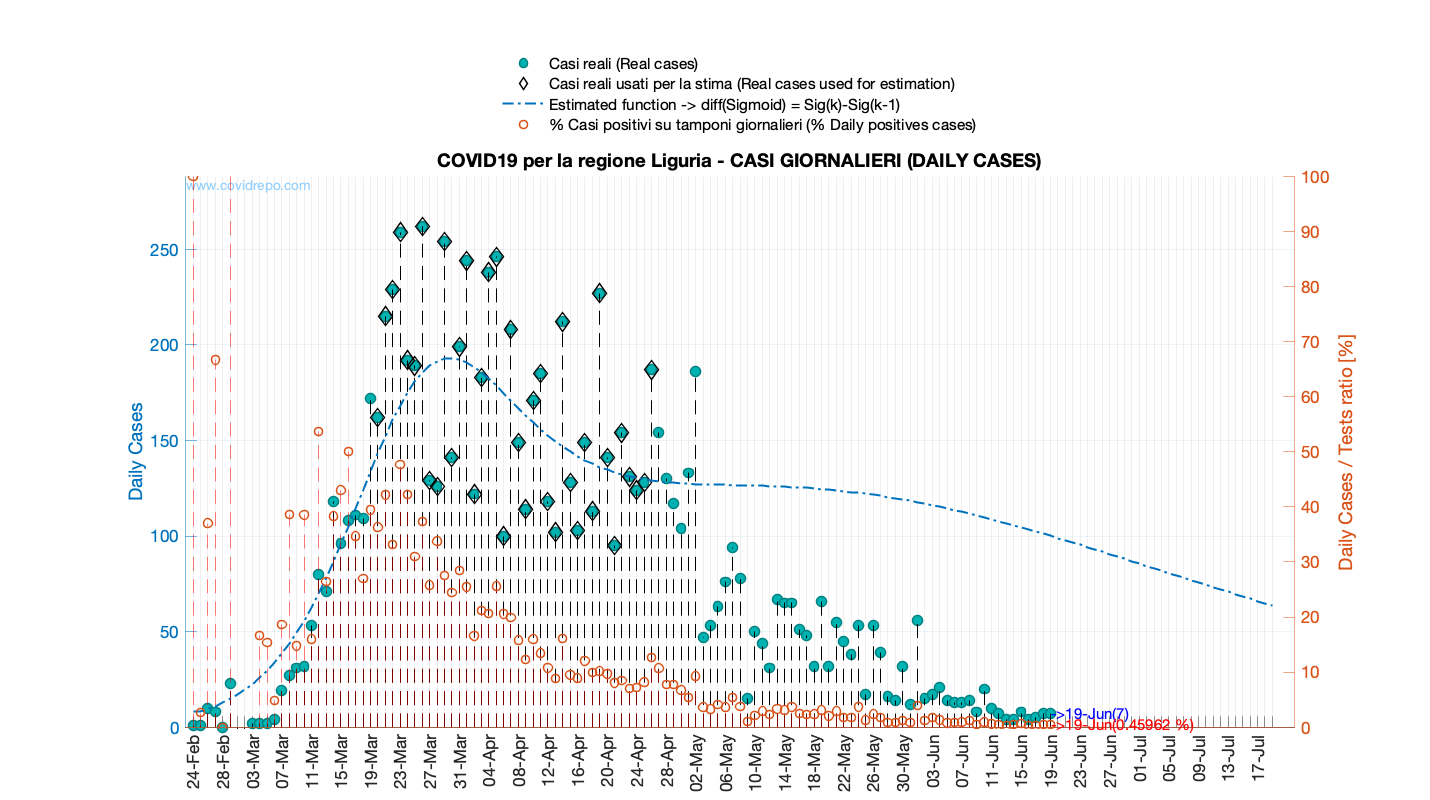 Casi reali (Real cases)
Casi reali usati per la stima (Real cases used for estimation)
Estimated function -> diff(Sigmoid) = Sig(k)-Sig(k-1)
% Casi positivi su tamponi giornalieri (% Daily positives cases)
COVID19 per la regione Liguria - CASI GIORNALIERI (DAILY CASES)
www.covidrepo.com
Daily Cases
250
200
150
100
50
0
Daily Cases / Tests ratio [%]
100
90
80
70
60
50
40
30
20
10
0
->19-Jun(7)
->19-Jun(0.45962 %)
24-Feb
28-Feb
03-Mar
07-Mar
11-Mar
15-Mar
19-Mar
23-Mar
27-Mar
31-Mar
04-Apr
08-Apr
12-Apr
16-Apr
20-Apr
24-Apr
28-Apr
02-May
06-May
10-May
14-May
18-May
22-May
26-May
30-May
03-Jun
07-Jun
11-Jun
15-Jun
19-Jun
23-Jun
27-Jun
01-Jul
05-Jul
09-Jul
13-Jul
17-Jul